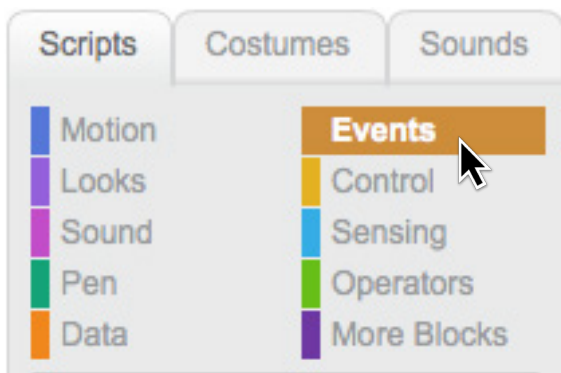 Scripts Costumes Sounds
Motion Events
Looks Control
Sound Sensing
Pen Operators
Data More Blocks